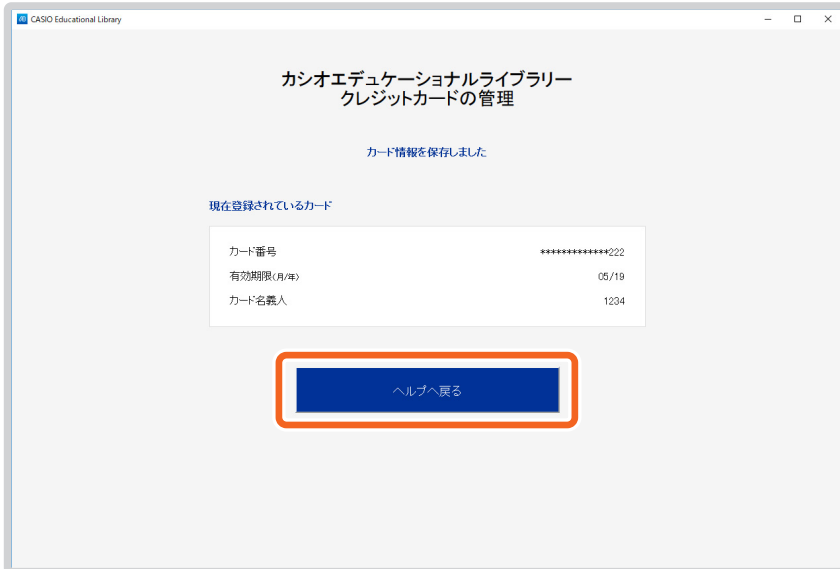 CASIO Educational Library
カシオエデュケーショナルライブラリー
クレジットカードの管理
カード情報を保存しました
現在登録されているカード
カード番号 *************222
有効期限(月/年) 05/19
カード名義人 1234
ヘルプへ戻る